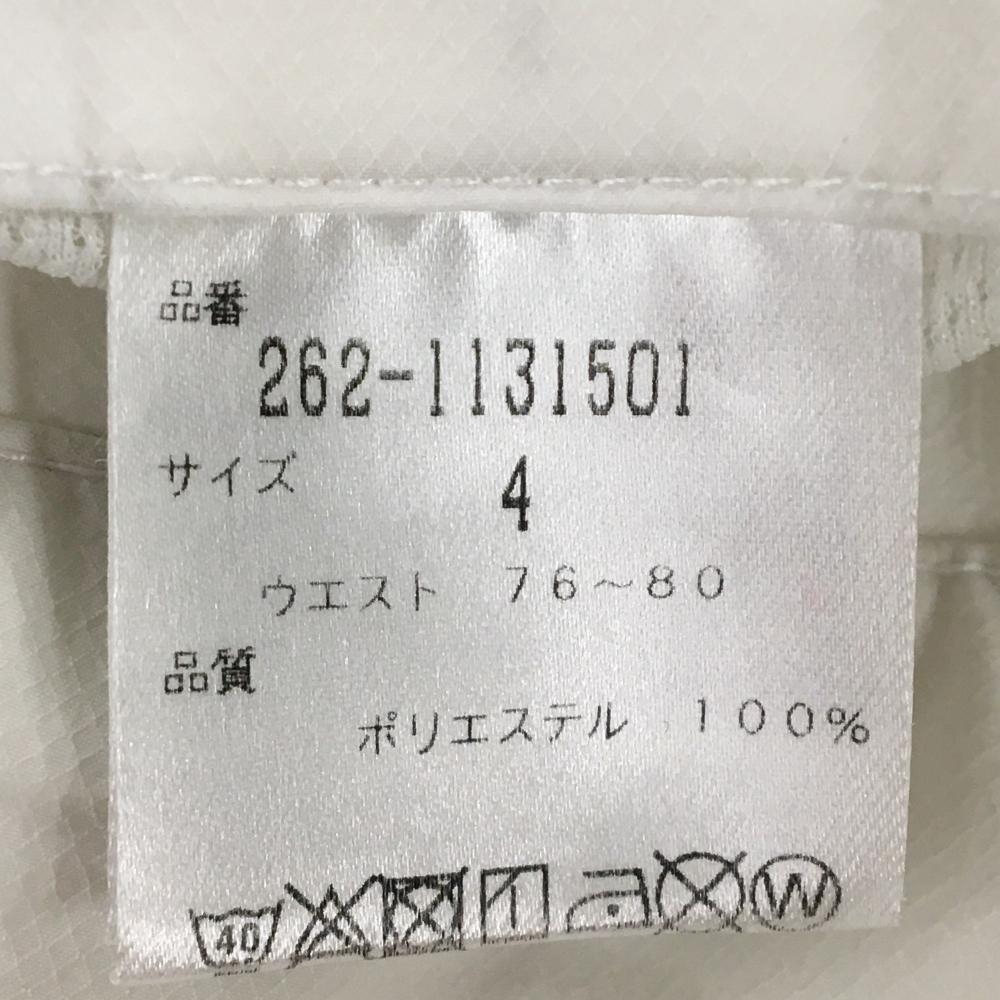 品番
262-1131501
サイズ 4
ウエスト 76~80
品質
ポリエステル 100%
40 W